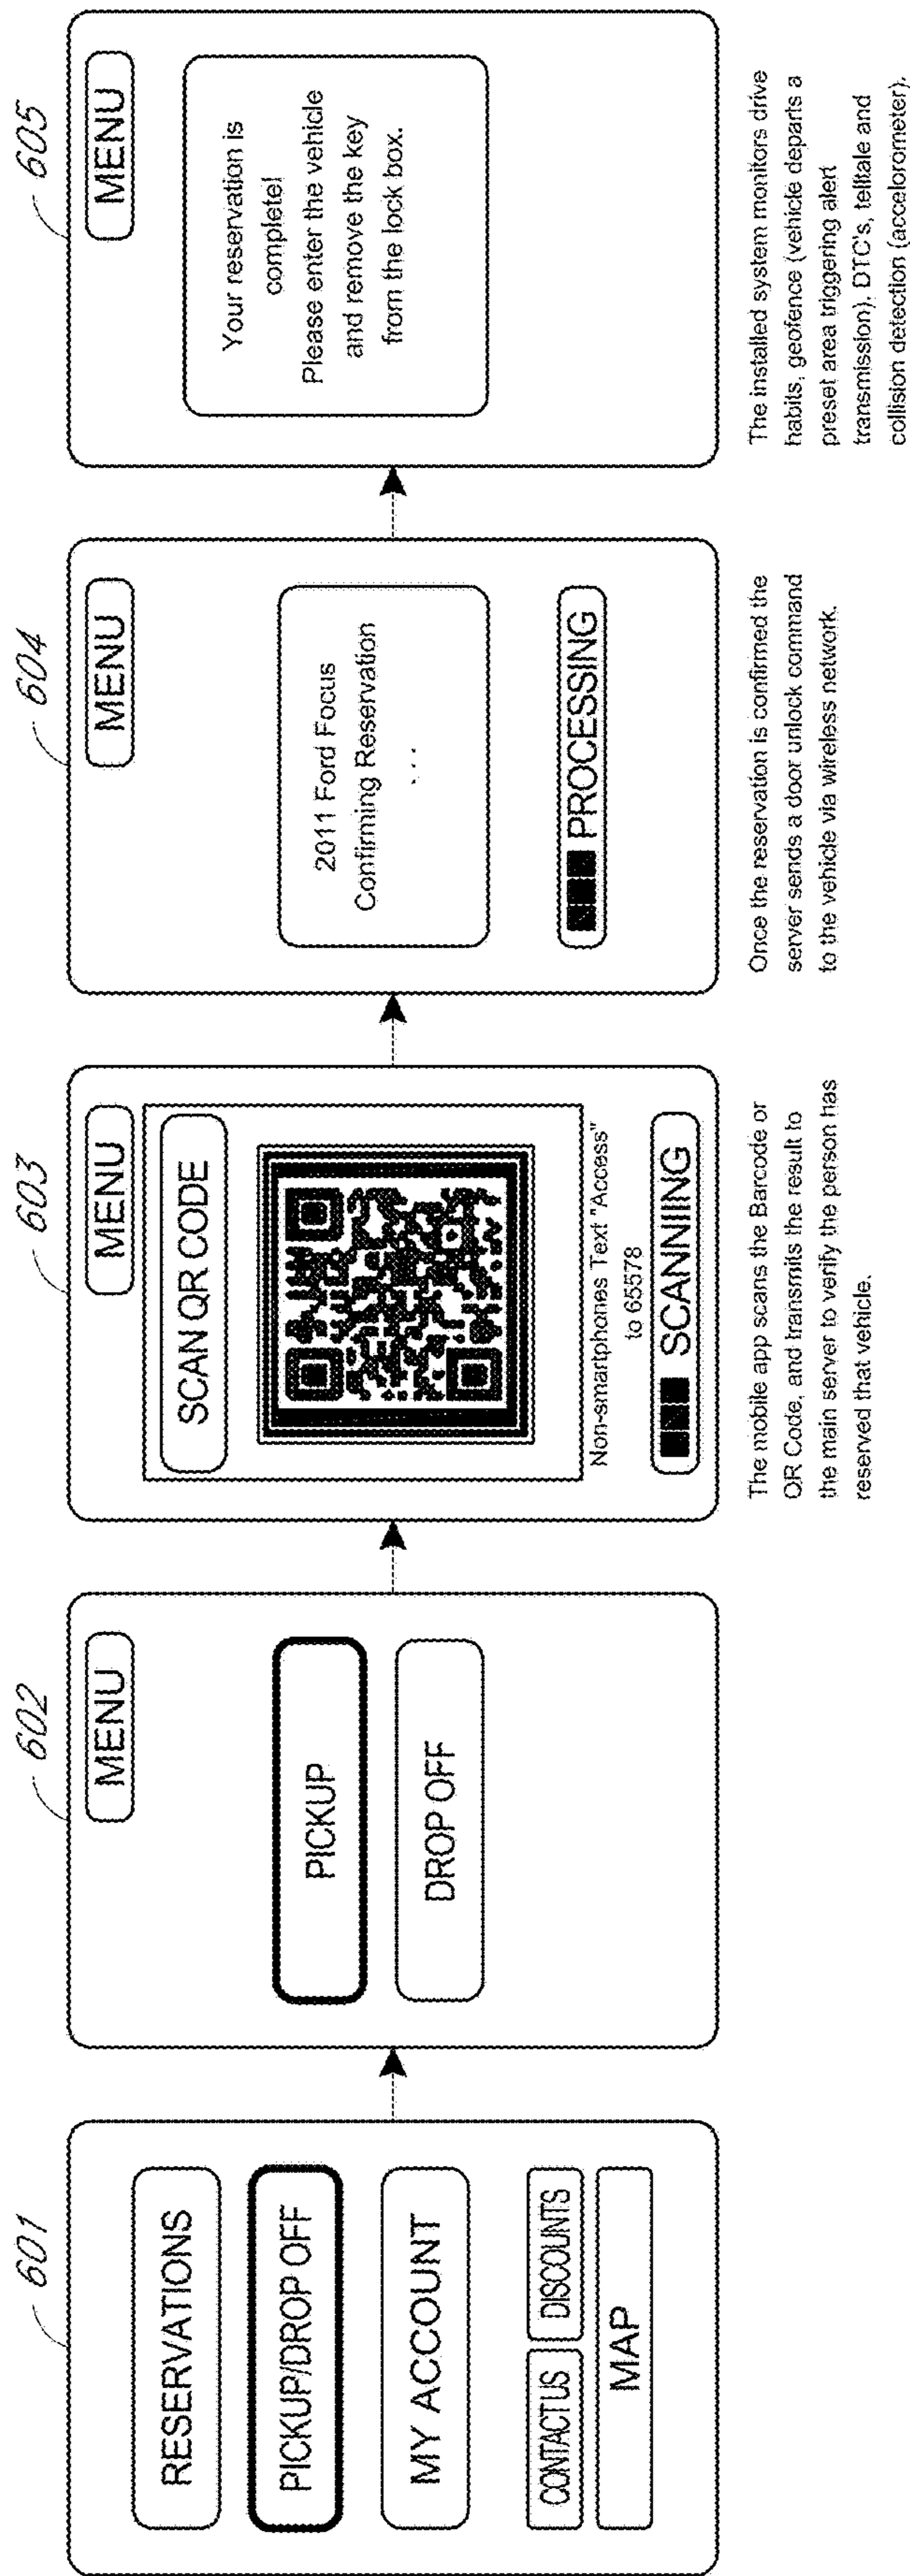 601
RESERVATIONS
PICKUP/DROP OFF
MY ACCOUNT
CONTACTUS
DISCOUNTS
MAP
602
MENU
PICKUP
DROP OFF
603
MENU
SCAN QR CODE
Non-smartphones Text "Access"
to 65578
SCANNIING
The mobile app scans the Barcode or
QR Code, and transmits the result to
the main server to verify the person has
reserved that vehicle.
604
MENU
2011 Ford Focus
Confirming Reservation
...
PROCESSING
Once the reservation is confirmed the
server sends a door unlock command
to the vehicle via wireless network.
605
MENU
Your reservation is
complete!
Please enter the vehicle
and remove the key
from the lock box.
The installed system monitors drive
habits, geofence (vehicle departs a
preset area triggering alert
transmission), DTC's, telltale and
collision detection (accelorometer).